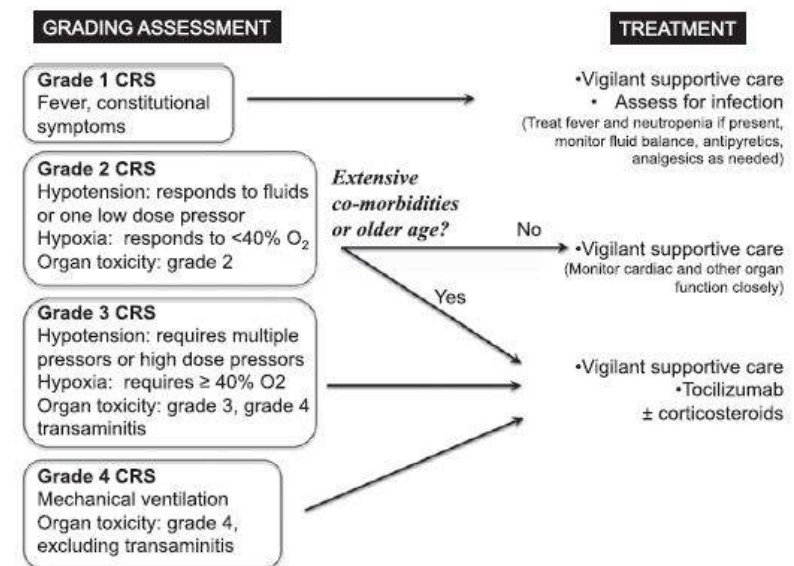 GRADING ASSESSMENT
TREATMENT
Grade 1 CRS
Fever, constitutional
symptoms
•Vigilant supportive care
• Assess for infection
(Treat fever and neutropenia if present,
monitor fluid balance, antipyretics,
analgesics as needed)
Grade 2 CRS
Hypotension: responds to fluids
or one low dose pressor
Hypoxia: responds to <40% O₂
Organ toxicity: grade 2
Extensive
co-morbidities
or older age?
No
Yes
•Vigilant supportive care
(Monitor cardiac and other organ
function closely)
Grade 3 CRS
Hypotension: requires multiple
pressors or high dose pressors
Hypoxia: requires ≥ 40% O2
Organ toxicity: grade 3, grade 4
transaminitis
•Vigilant supportive care
•Tocilizumab
± corticosteroids
Grade 4 CRS
Mechanical ventilation
Organ toxicity: grade 4,
excluding transaminitis